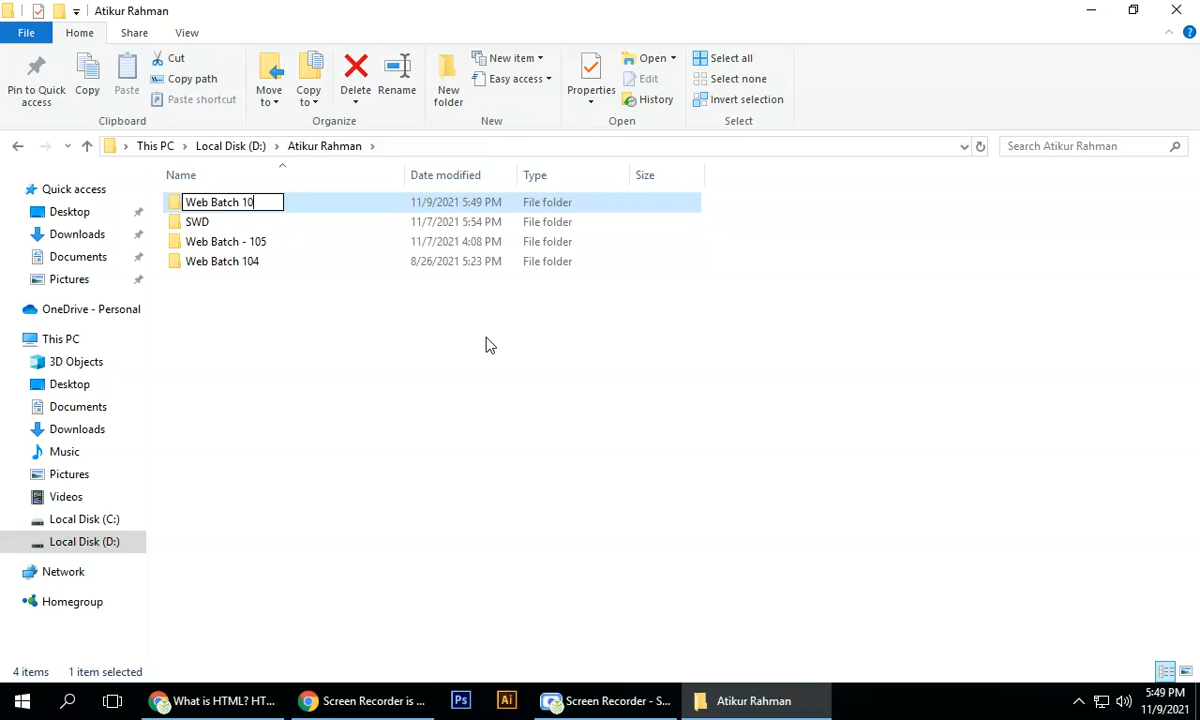 Atikur Rahman
File Home Share View
Pin to Quick access
Copy
Paste
Cut
Copy path
Paste shortcut
Clipboard
Move to
Copy to
Delete
Rename
Organize
New folder
New item
Easy access
New
Properties
Open
Edit
History
Open
Select all
Select none
Invert selection
Select
This PC > Local Disk (D:) > Atikur Rahman >
Search Atikur Rahman
Name Date modified Type Size
Web Batch 10 11/9/2021 5:49 PM File folder
SWD 11/7/2021 5:54 PM File folder
Web Batch - 105 11/7/2021 4:08 PM File folder
Web Batch 104 8/26/2021 5:23 PM File folder
Quick access
Desktop
Downloads
Documents
Pictures
OneDrive - Personal
This PC
3D Objects
Desktop
Documents
Downloads
Music
Pictures
Videos
Local Disk (C:)
Local Disk (D:)
Network
Homegroup
4 items 1 item selected
What is HTML? HT...
Screen Recorder is ...
Ps
Ai
Screen Recorder - S...
Atikur Rahman
5:49 PM
11/9/2021